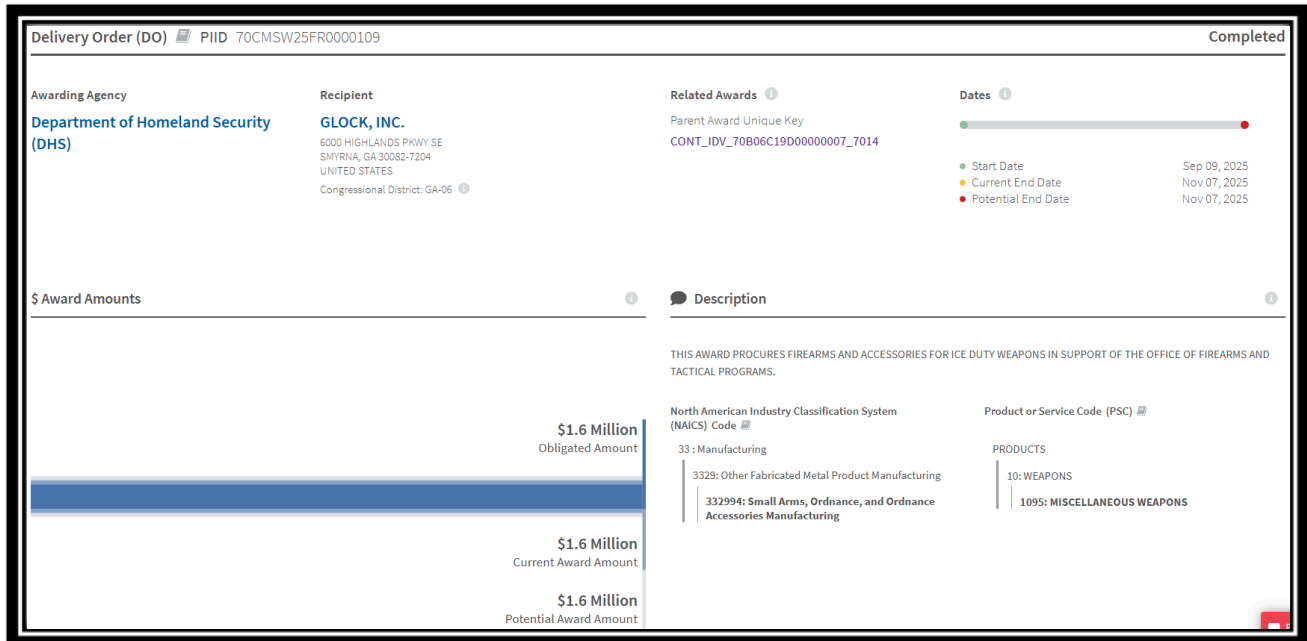 Delivery Order (DO) PIID 70CMSW25FR0000109
Completed
Awarding Agency
Department of Homeland Security
(DHS)
Recipient
GLOCK, INC.
6000 HIGHLANDS PKWY SE
SMYRNA, GA 30082-7204
UNITED STATES
Congressional District: GA-06
Related Awards
Parent Award Unique Key
CONT_IDV_70B06C19D00000007_7014
Dates
Start Date Sep 09, 2025
Current End Date Nov 07, 2025
Potential End Date Nov 07, 2025
$ Award Amounts
$1.6 Million
Obligated Amount
$1.6 Million
Current Award Amount
$1.6 Million
Potential Award Amount
Description
THIS AWARD PROCURES FIREARMS AND ACCESSORIES FOR ICE DUTY WEAPONS IN SUPPORT OF THE OFFICE OF FIREARMS AND
TACTICAL PROGRAMS.
North American Industry Classification System
(NAICS) Code
33 : Manufacturing
3329: Other Fabricated Metal Product Manufacturing
332994: Small Arms, Ordnance, and Ordnance
Accessories Manufacturing
Product or Service Code (PSC)
PRODUCTS
10: WEAPONS
1095: MISCELLANEOUS WEAPONS